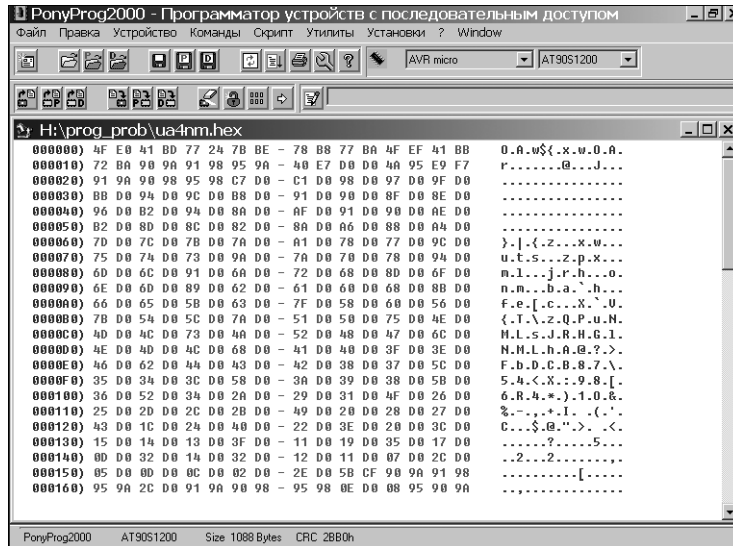 PonyProg2000 - Программатор устройств с последовательным доступом
Файл Правка Устройство Команды Скрипт Утилиты Установки ? Window
AVR micro AT90S1200
H:\prog_prob\ua4nm.hex
000000) 4F E0 41 BD 77 24 7B BE - 78 B8 77 BA 4F EF 41 BB O.A.w${.x.w.O.A.
000010) 72 BA 90 9A 91 98 95 9A - 40 E7 D0 D0 4A 95 E9 F7 r.......@...J...
000020) 91 9A 90 98 95 98 C7 D0 - C1 D0 98 D0 97 D0 9F D0 ................
000030) BB D0 94 D0 9C D0 B8 D0 - 91 D0 90 D0 8F D0 8E D0 ................
000040) 96 D0 B2 D0 94 D0 8A D0 - AF D0 91 D0 90 D0 AE D0 ................
000050) B2 D0 8D D0 8C D0 82 D0 - 8A D0 A6 D0 88 D0 A4 D0 ................
000060) 7D D0 7C D0 7B D0 7A D0 - A1 D0 78 D0 77 D0 9C D0 }.|.{.z...x.w...
000070) 75 D0 74 D0 73 D0 9A D0 - 7A D0 70 D0 78 D0 94 D0 u.t.s...z.p.x...
000080) 6D D0 6C D0 91 D0 6A D0 - 72 D0 68 D0 8D D0 6F D0 m.l...j.r.h...o.
000090) 6E D0 6D D0 89 D0 62 D0 - 61 D0 60 D0 68 D0 8B D0 n.m...b.a.`.h...
0000A0) 66 D0 65 D0 5B D0 63 D0 - 7F D0 58 D0 60 D0 56 D0 f.e.[.c...X.`.V.
0000B0) 7B D0 54 D0 5C D0 7A D0 - 51 D0 50 D0 75 D0 4E D0 {.T.\.z.Q.P.u.N.
0000C0) 4D D0 4C D0 73 D0 4A D0 - 52 D0 48 D0 47 D0 6C D0 M.L.s.J.R.H.G.l.
0000D0) 4E D0 4D D0 4C D0 68 D0 - 41 D0 40 D0 3F D0 3E D0 N.M.L.h.A.@.?.>.
0000E0) 46 D0 62 D0 44 D0 43 D0 - 42 D0 38 D0 37 D0 5C D0 F.b.D.C.B.8.7.\.
0000F0) 35 D0 34 D0 3C D0 58 D0 - 3A D0 39 D0 38 D0 5B D0 5.4.<.X.:.9.8.[.
000100) 36 D0 52 D0 34 D0 2A D0 - 29 D0 31 D0 4F D0 26 D0 6.R.4.*.).1.O.&.
000110) 25 D0 2D D0 2C D0 2B D0 - 49 D0 20 D0 28 D0 27 D0 %.-.,.+.I. .(.'.
000120) 43 D0 1C D0 24 D0 40 D0 - 22 D0 3E D0 20 D0 3C D0 C...$.@.".>. .<.
000130) 15 D0 14 D0 13 D0 3F D0 - 11 D0 19 D0 35 D0 17 D0 ......?.....5...
000140) 0D D0 32 D0 14 D0 32 D0 - 12 D0 11 D0 07 D0 2C D0 ..2...2.......,.
000150) 05 D0 0D D0 0C D0 02 D0 - 2E D0 5B CF 90 9A 91 98 ..........[.....
000160) 95 9A 2C D0 91 9A 90 98 - 95 98 0E D0 08 95 90 9A ..,.............
PonyProg2000 AT90S1200 Size 1088 Bytes CRC 2BB0h